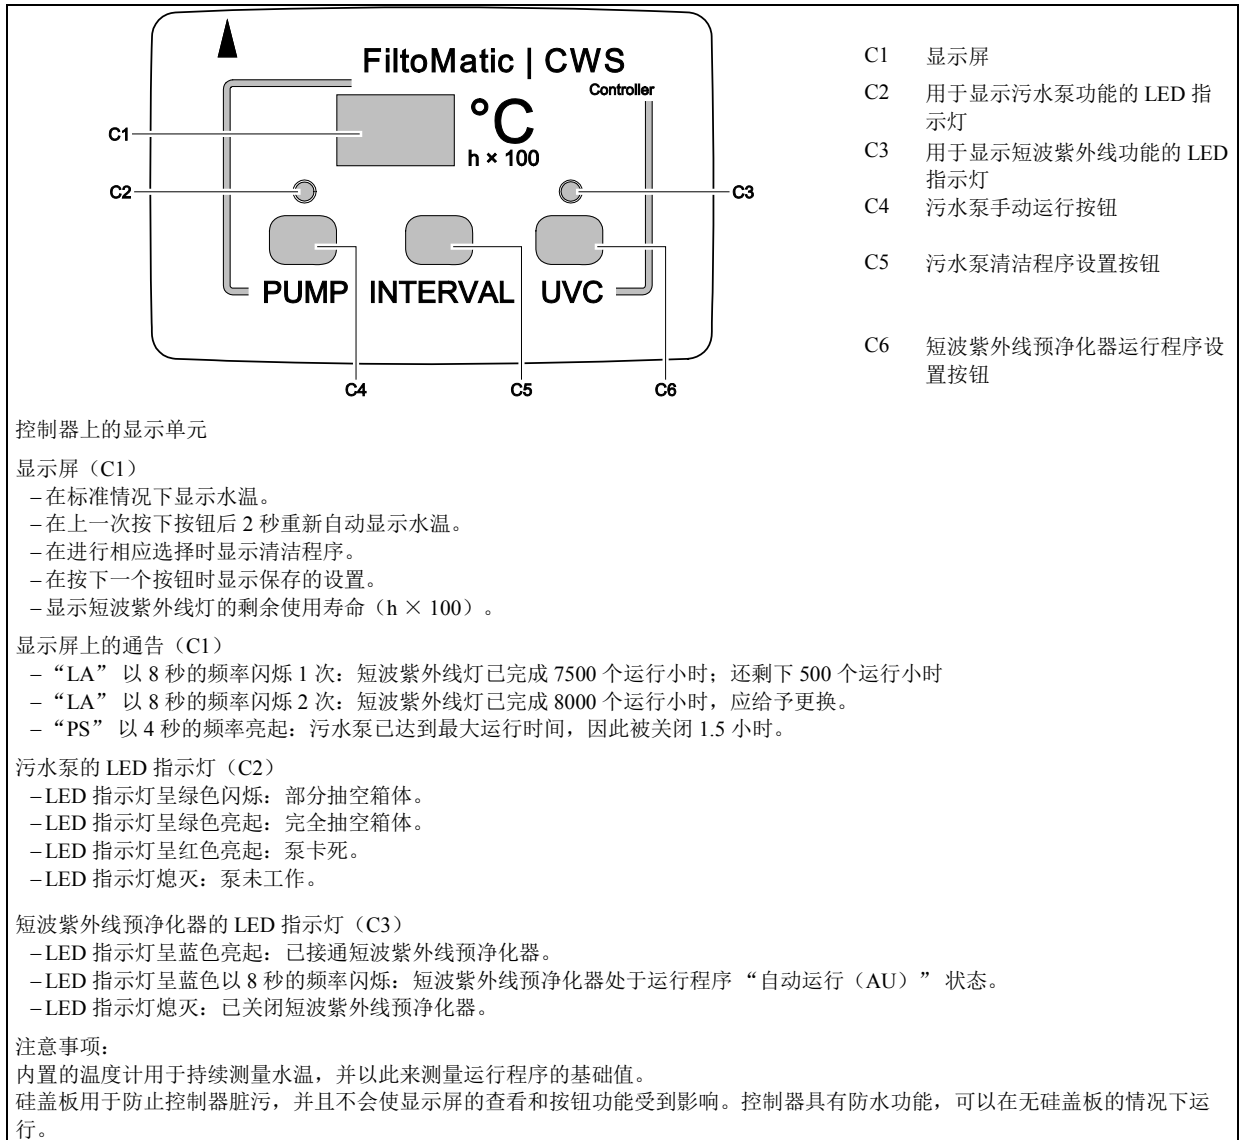 FiltoMatic | CWS
Controller
°C
h × 100
C1
C2
C3
PUMP INTERVAL UVC
C4
C5
C6
C1 显示屏
C2 用于显示污水泵功能的 LED 指
示灯
C3 用于显示短波紫外线功能的 LED
指示灯
C4 污水泵手动运行按钮
C5 污水泵清洁程序设置按钮
C6 短波紫外线预净化器运行程序设
置按钮
控制器上的显示单元
显示屏（C1）
–在标准情况下显示水温。
–在上一次按下按钮后 2 秒重新自动显示水温。
–在进行相应选择时显示清洁程序。
–在按下一个按钮时显示保存的设置。
–显示短波紫外线灯的剩余使用寿命（h × 100）。
显示屏上的通告（C1）
–“LA” 以 8 秒的频率闪烁 1 次：短波紫外线灯已完成 7500 个运行小时；还剩下 500 个运行小时
–“LA” 以 8 秒的频率闪烁 2 次：短波紫外线灯已完成 8000 个运行小时，应给予更换。
–“PS” 以 4 秒的频率亮起：污水泵已达到最大运行时间，因此被关闭 1.5 小时。
污水泵的 LED 指示灯（C2）
–LED 指示灯呈绿色闪烁：部分抽空箱体。
–LED 指示灯呈绿色亮起：完全抽空箱体。
–LED 指示灯呈红色亮起：泵卡死。
–LED 指示灯熄灭：泵未工作。
短波紫外线预净化器的 LED 指示灯（C3）
–LED 指示灯呈蓝色亮起：已接通短波紫外线预净化器。
–LED 指示灯呈蓝色以 8 秒的频率闪烁：短波紫外线预净化器处于运行程序 “自动运行（AU）” 状态。
–LED 指示灯熄灭：已关闭短波紫外线预净化器。
注意事项：
内置的温度计用于持续测量水温，并以此来测量运行程序的基础值。
硅盖板用于防止控制器脏污，并且不会使显示屏的查看和按钮功能受到影响。控制器具有防水功能，可以在无硅盖板的情况下运
行。